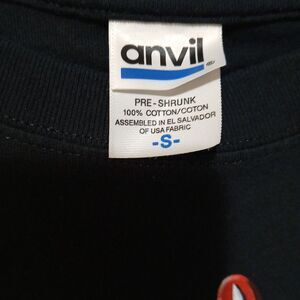 anvil
PRE-SHRUNK
100% COTTON/COTON
ASSEMBLED IN EL SALVADOR
OF USA FABRIC
-S-